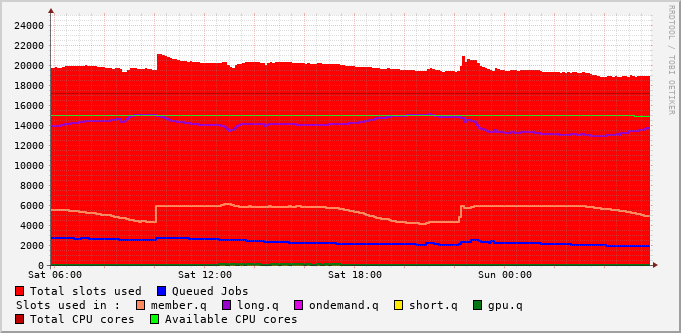 RRDTOOL / TOBI OETIKER
24000
22000
20000
18000
16000
14000
12000
10000
8000
6000
4000
2000
0
Sat 06:00 Sat 12:00 Sat 18:00 Sun 00:00
Total slots used Queued Jobs
Slots used in : member.q long.q ondemand.q short.q gpu.q
Total CPU cores Available CPU cores